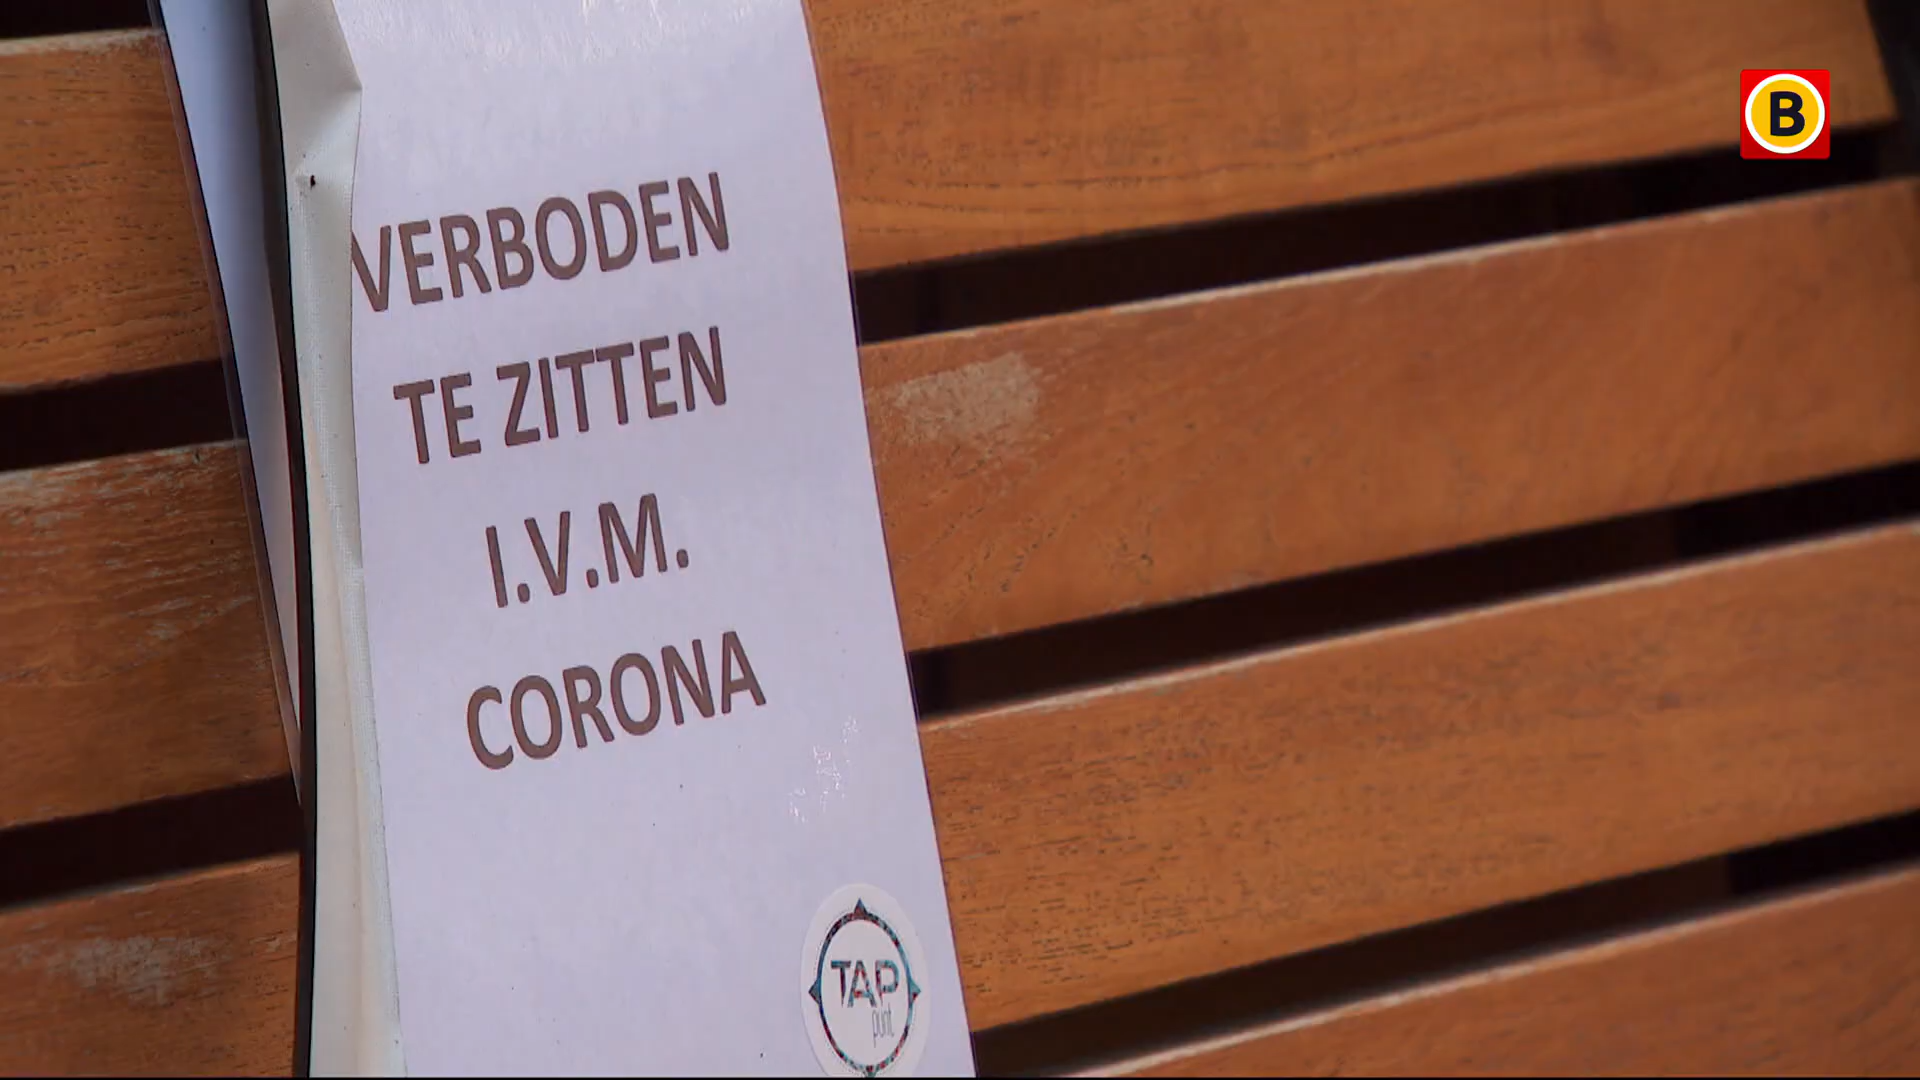 B
VERBODEN
TE ZITTEN
I.V.M.
CORONA
TAP
punt